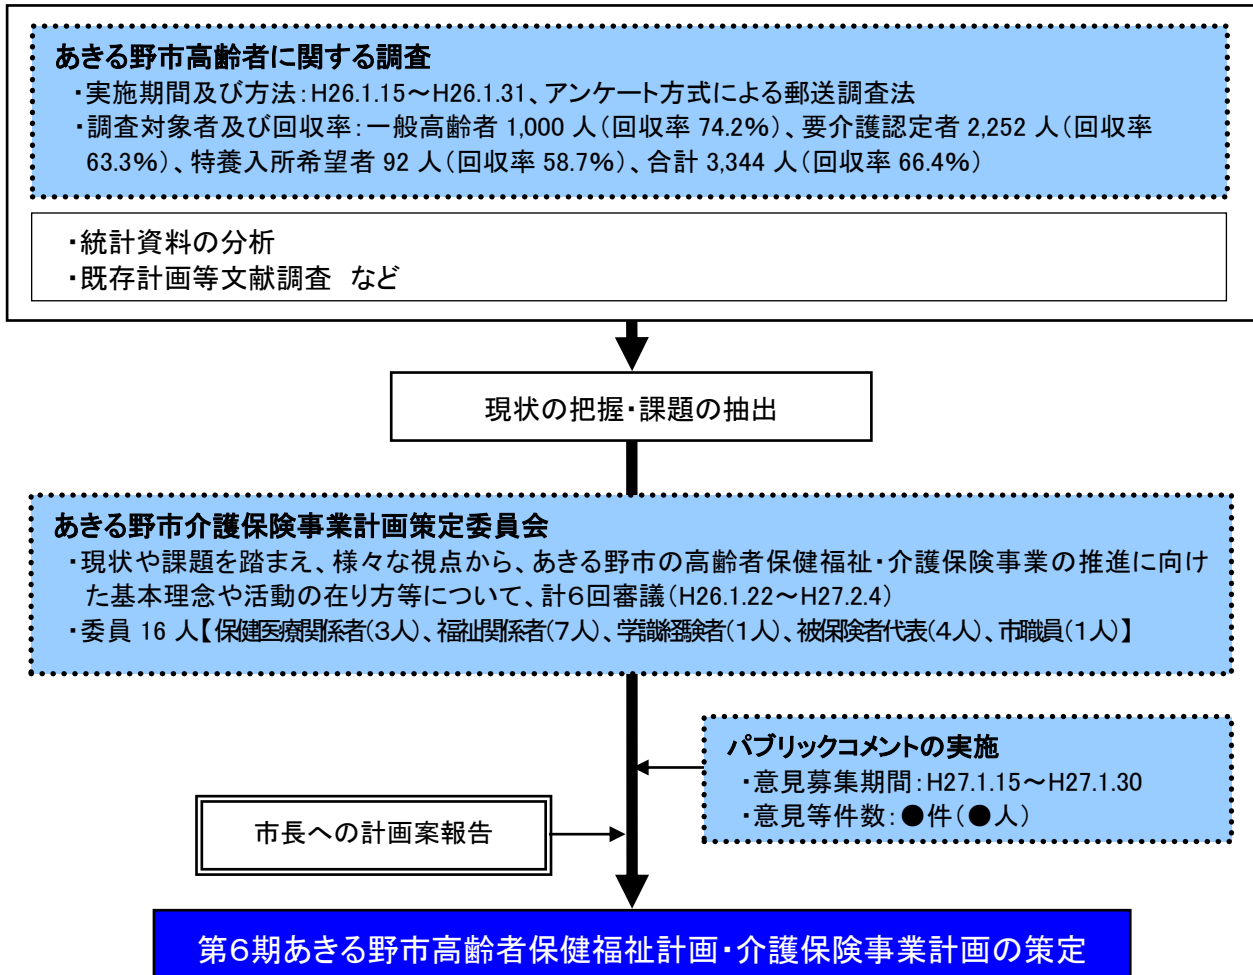 あきる野市高齢者に関する調査
・実施期間及び方法：H26.1.15～H26.1.31、アンケート方式による郵送調査法
・調査対象者及び回収率：一般高齢者 1,000 人（回収率 74.2%）、要介護認定者 2,252 人（回収率
63.3%）、特養入所希望者 92 人（回収率 58.7%）、合計 3,344 人（回収率 66.4%）
・統計資料の分析
・既存計画等文献調査　など
現状の把握・課題の抽出
あきる野市介護保険事業計画策定委員会
・現状や課題を踏まえ、様々な視点から、あきる野市の高齢者保健福祉・介護保険事業の推進に向け
た基本理念や活動の在り方等について、計６回審議（H26.1.22～H27.2.4）
・委員 16 人【保健医療関係者（３人）、福祉関係者（７人）、学識経験者（１人）、被保険者代表（４人）、市職員（１人）】
パブリックコメントの実施
・意見募集期間：H27.1.15～H27.1.30
・意見等件数：●件（●人）
市長への計画案報告
第６期あきる野市高齢者保健福祉計画・介護保険事業計画の策定